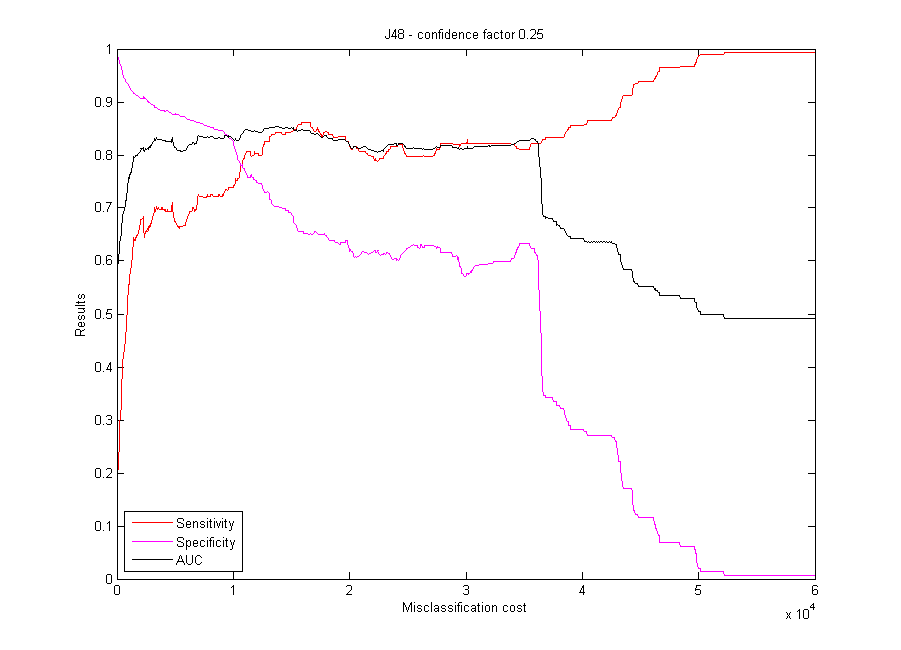 J48 - confidence factor 0.25
1
0.9
0.8
0.7
0.6
0.5
0.4
0.3
0.2
0.1
0
Results
Sensitivity
Specificity
AUC
0 1 2 3 4 5 6
Misclassification cost
x 10^4